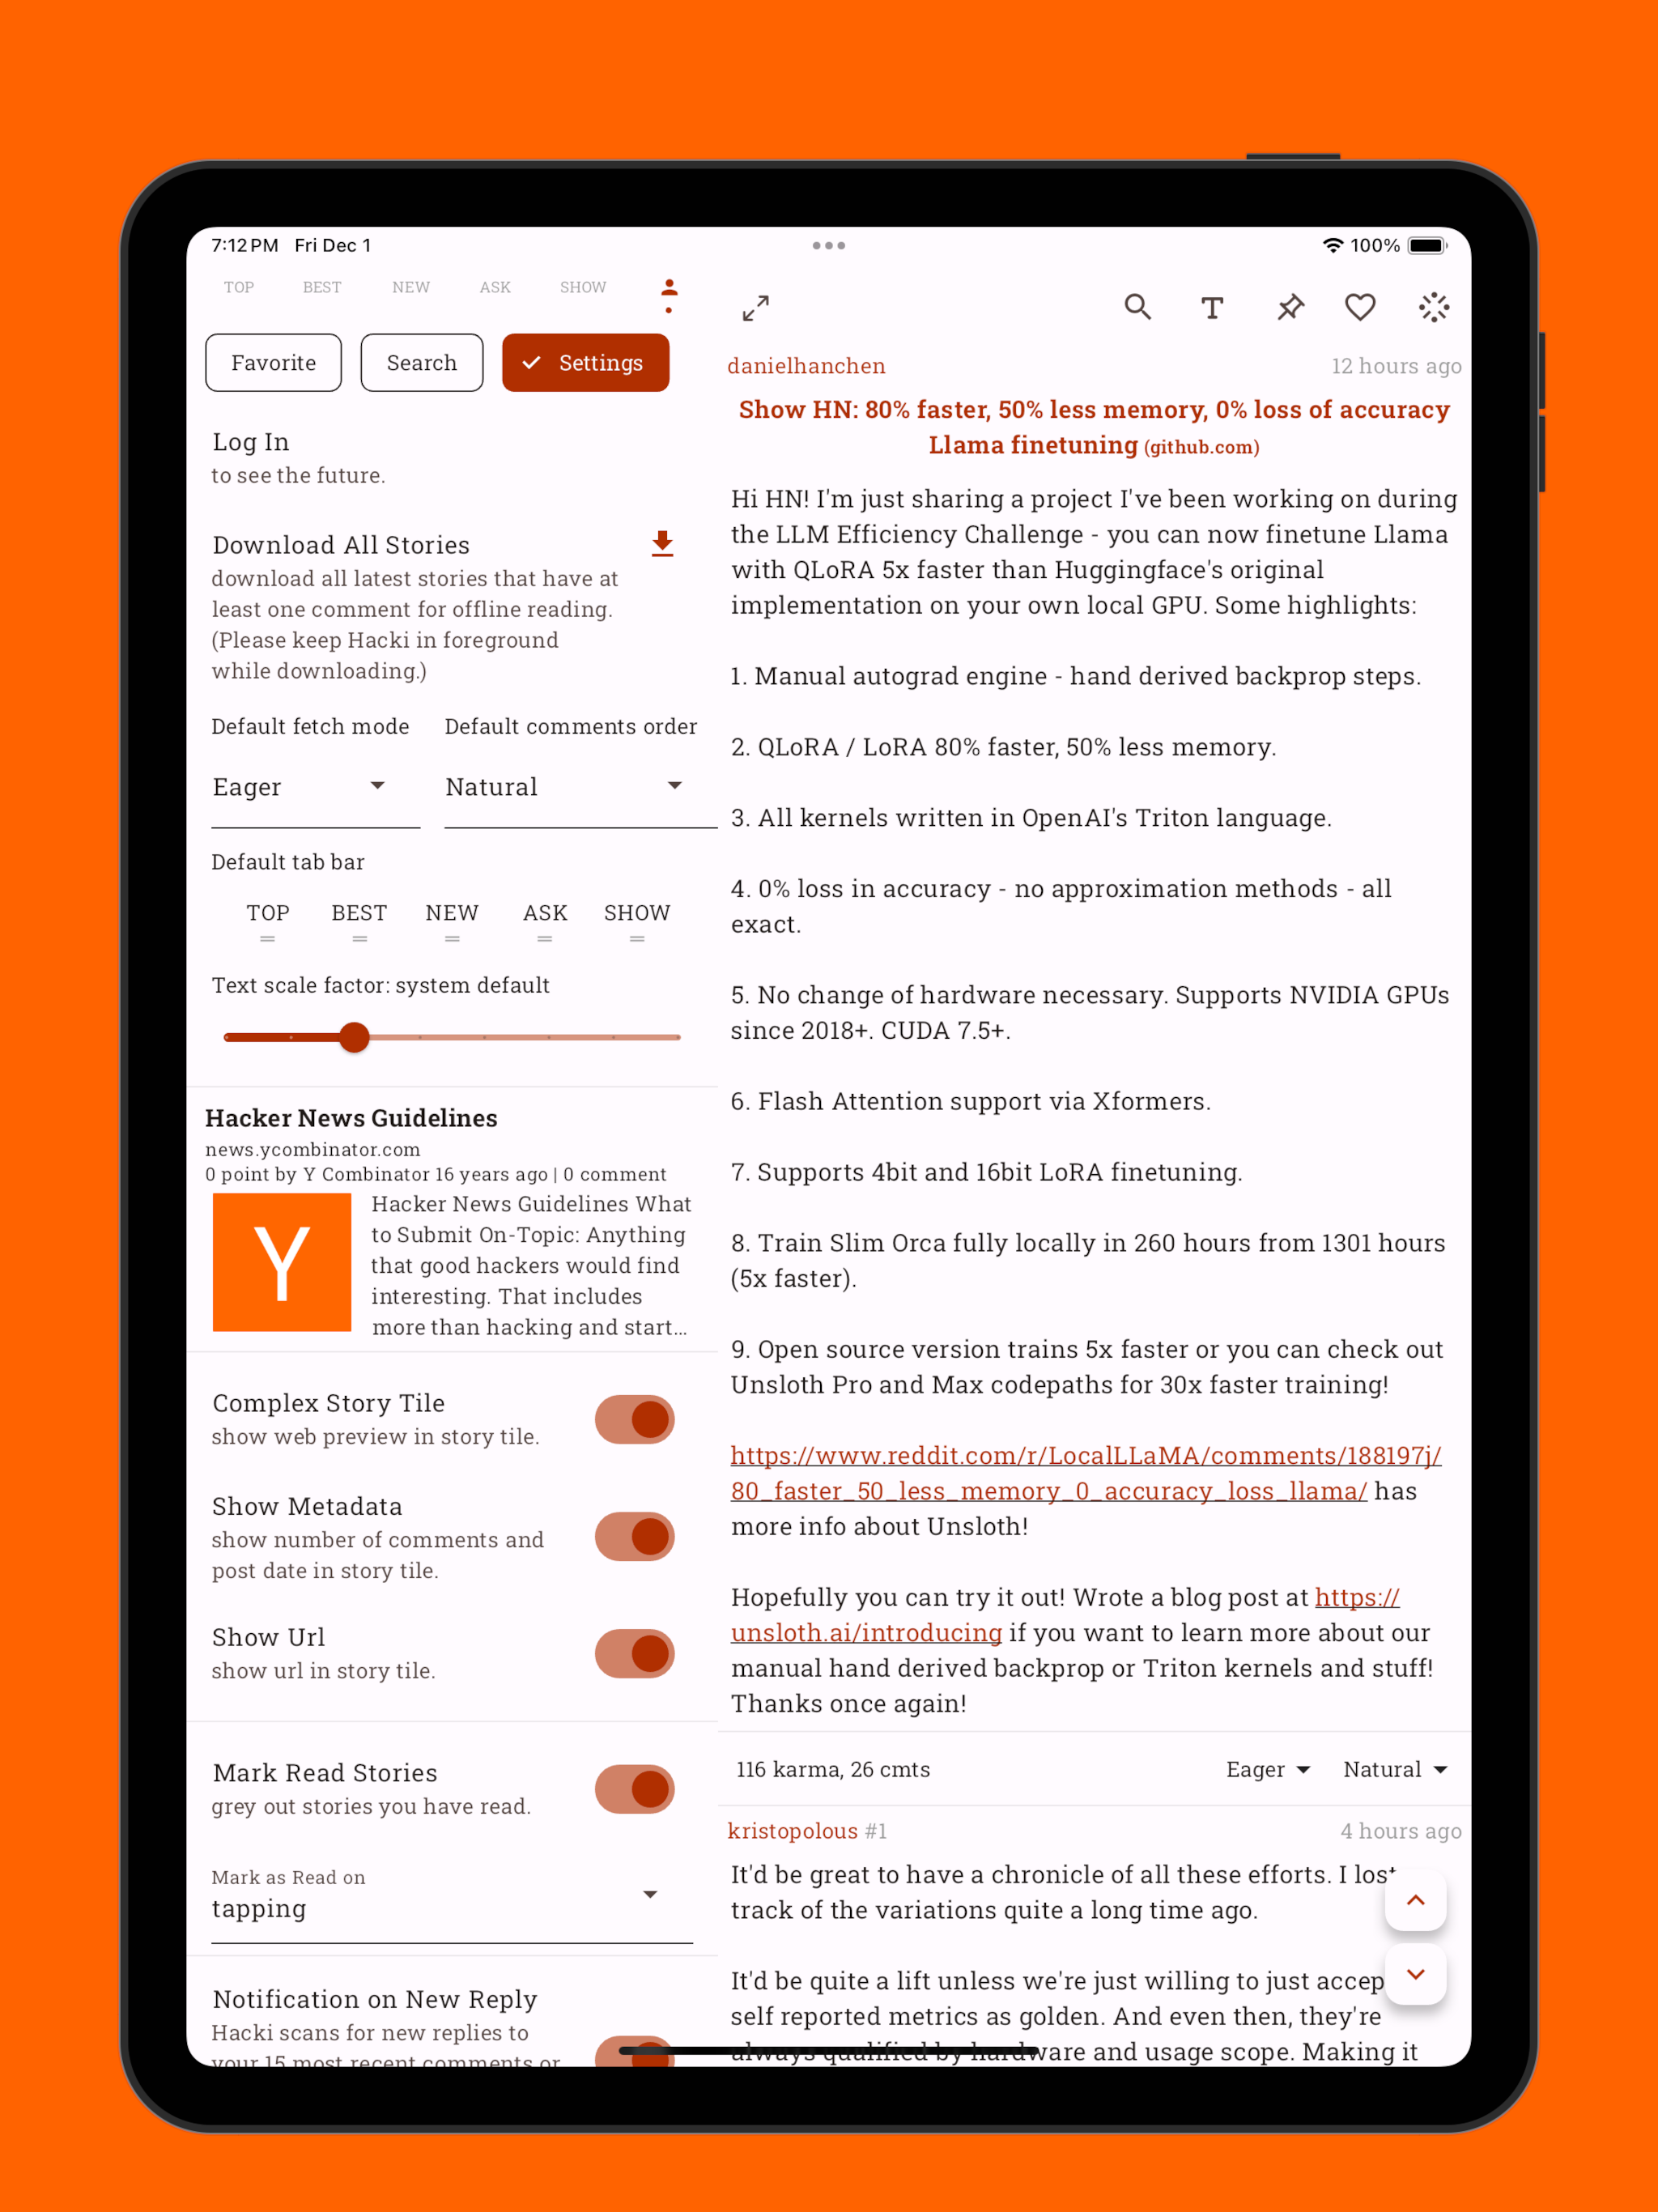 7:12 PM Fri Dec 1
100%
TOP BEST NEW ASK SHOW
Favorite Search Settings
Log In
to see the future.
Download All Stories
download all latest stories that have at
least one comment for offline reading.
(Please keep Hacki in foreground
while downloading.)
Default fetch mode Default comments order
Eager Natural
Default tab bar
TOP BEST NEW ASK SHOW
Text scale factor: system default
Hacker News Guidelines
news.ycombinator.com
0 point by Y Combinator 16 years ago | 0 comment
Y
Hacker News Guidelines What
to Submit On-Topic: Anything
that good hackers would find
interesting. That includes
more than hacking and start...
Complex Story Tile
show web preview in story tile.
Show Metadata
show number of comments and
post date in story tile.
Show Url
show url in story tile.
Mark Read Stories
grey out stories you have read.
Mark as Read on
tapping
Notification on New Reply
Hacki scans for new replies to
your 15 most recent comments or
danielhanchen 12 hours ago
Show HN: 80% faster, 50% less memory, 0% loss of accuracy
Llama finetuning (github.com)
Hi HN! I'm just sharing a project I've been working on during
the LLM Efficiency Challenge - you can now finetune Llama
with QLoRA 5x faster than Huggingface's original
implementation on your own local GPU. Some highlights:
1. Manual autograd engine - hand derived backprop steps.
2. QLoRA / LoRA 80% faster, 50% less memory.
3. All kernels written in OpenAI's Triton language.
4. 0% loss in accuracy - no approximation methods - all
exact.
5. No change of hardware necessary. Supports NVIDIA GPUs
since 2018+. CUDA 7.5+.
6. Flash Attention support via Xformers.
7. Supports 4bit and 16bit LoRA finetuning.
8. Train Slim Orca fully locally in 260 hours from 1301 hours
(5x faster).
9. Open source version trains 5x faster or you can check out
Unsloth Pro and Max codepaths for 30x faster training!
https://www.reddit.com/r/LocalLLaMA/comments/188197j/
80_faster_50_less_memory_0_accuracy_loss_llama/ has
more info about Unsloth!
Hopefully you can try it out! Wrote a blog post at https://
unsloth.ai/introducing if you want to learn more about our
manual hand derived backprop or Triton kernels and stuff!
Thanks once again!
116 karma, 26 cmts Eager Natural
kristopolous #1 4 hours ago
It'd be great to have a chronicle of all these efforts. I lost
track of the variations quite a long time ago.
It'd be quite a lift unless we're just willing to just accep
self reported metrics as golden. And even then, they're
always qualified by hardware and usage scope. Making it